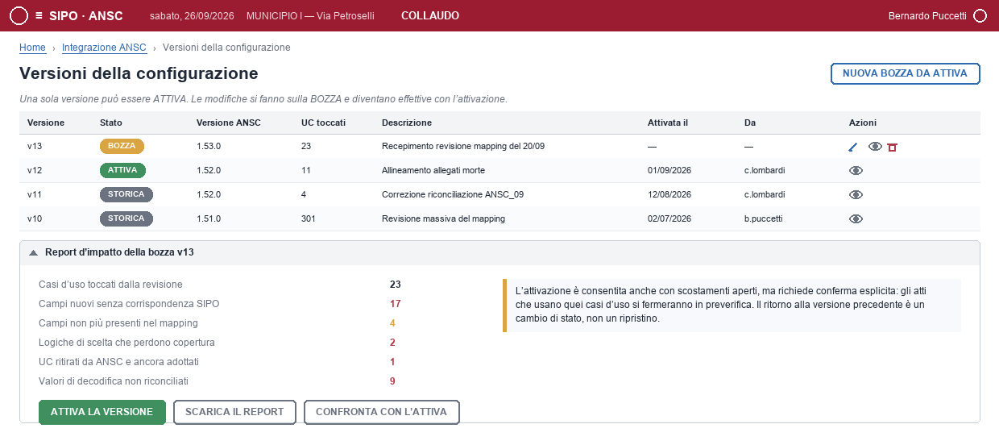 ≡ SIPO · ANSC sabato, 26/09/2026 MUNICIPIO I — Via Petroselli COLLAUDO Bernardo Puccetti
Home › Integrazione ANSC › Versioni della configurazione
Versioni della configurazione NUOVA BOZZA DA ATTIVA
Una sola versione può essere ATTIVA. Le modifiche si fanno sulla BOZZA e diventano effettive con l’attivazione.
Versione Stato Versione ANSC UC toccati Descrizione Attivata il Da Azioni
v13 BOZZA 1.53.0 23 Recepimento revisione mapping del 20/09 — —
v12 ATTIVA 1.52.0 11 Allineamento allegati morte 01/09/2026 c.lombardi
v11 STORICA 1.52.0 4 Correzione riconciliazione ANSC_09 12/08/2026 c.lombardi
v10 STORICA 1.51.0 301 Revisione massiva del mapping 02/07/2026 b.puccetti
Report d’impatto della bozza v13
Casi d’uso toccati dalla revisione 23
Campi nuovi senza corrispondenza SIPO 17
Campi non più presenti nel mapping 4
Logiche di scelta che perdono copertura 2
UC ritirati da ANSC e ancora adottati 1
Valori di decodifica non riconciliati 9
L’attivazione è consentita anche con scostamenti aperti, ma richiede conferma esplicita: gli atti
che usano quei casi d’uso si fermeranno in preverifica. Il ritorno alla versione precedente è un
cambio di stato, non un ripristino.
ATTIVA LA VERSIONE SCARICA IL REPORT CONFRONTA CON L’ATTIVA